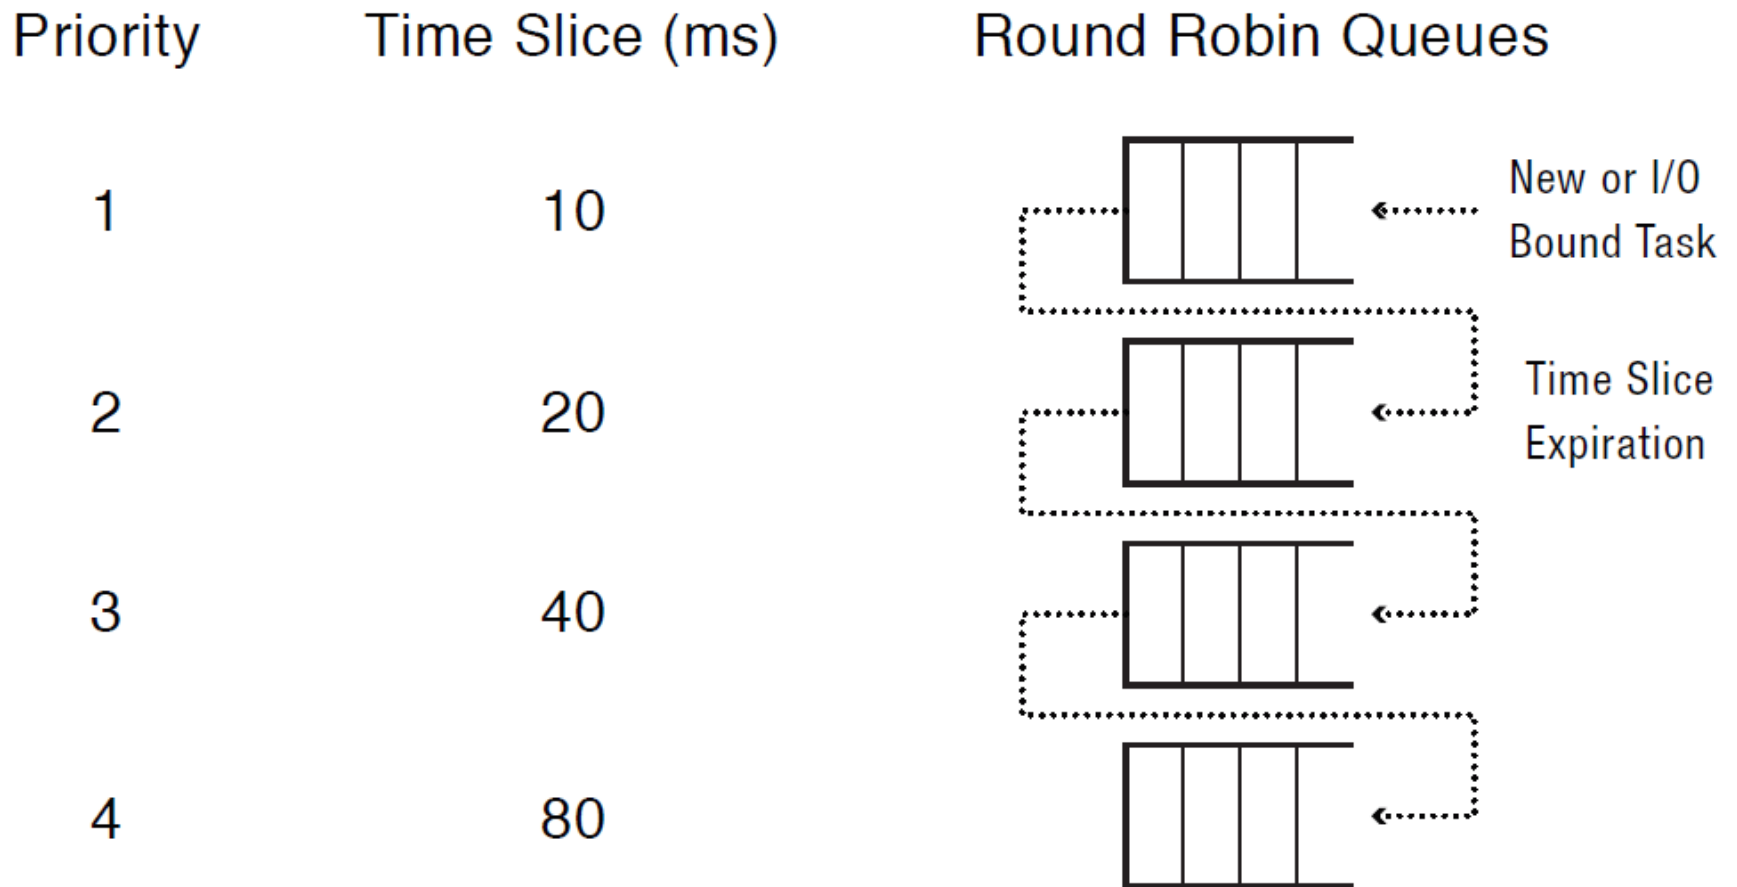 Priority Time Slice (ms) Round Robin Queues
1 10
New or I/O
Bound Task
2 20
Time Slice
Expiration
3 40
4 80